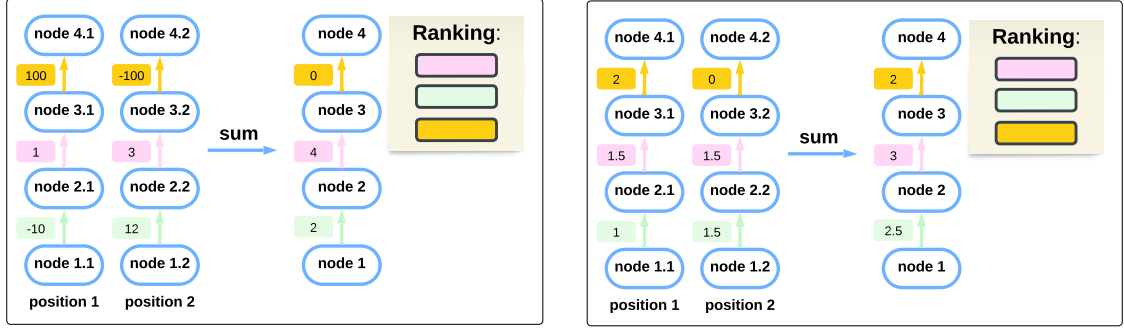 node 4.1
node 4.2
node 4
Ranking:
100
-100
0
node 3.1
node 3.2
node 3
sum
1
3
4
node 2.1
node 2.2
node 2
-10
12
2
node 1.1
node 1.2
node 1
position 1
position 2
node 4.1
node 4.2
node 4
Ranking:
2
0
2
node 3.1
node 3.2
node 3
sum
1.5
1.5
3
node 2.1
node 2.2
node 2
1
1.5
2.5
node 1.1
node 1.2
node 1
position 1
position 2